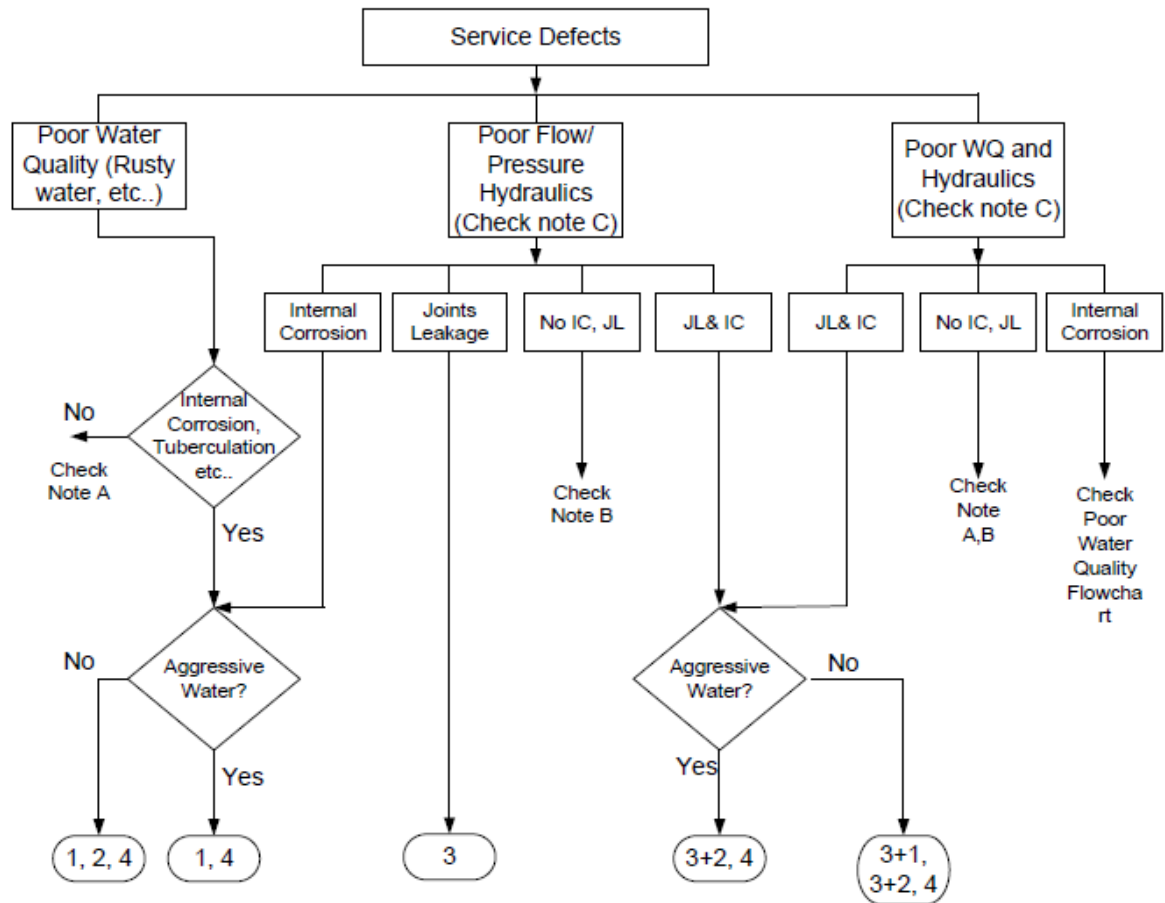 Service Defects
Poor Water
Quality (Rusty
water, etc..)
Poor Flow/
Pressure
Hydraulics
(Check note C)
Poor WQ and
Hydraulics
(Check note C)
Internal
Corrosion
Joints
Leakage
No IC, JL
JL& IC
JL& IC
No IC, JL
Internal
Corrosion
Internal
Corrosion,
Tuberculation
etc..
No
Check
Note A
Yes
Check
Note B
Check
Note
A,B
Check
Poor
Water
Quality
Flowcha
rt
Aggressive
Water?
No
Yes
Aggressive
Water?
No
Yes
1, 2, 4
1, 4
3
3+2, 4
3+1,
3+2, 4